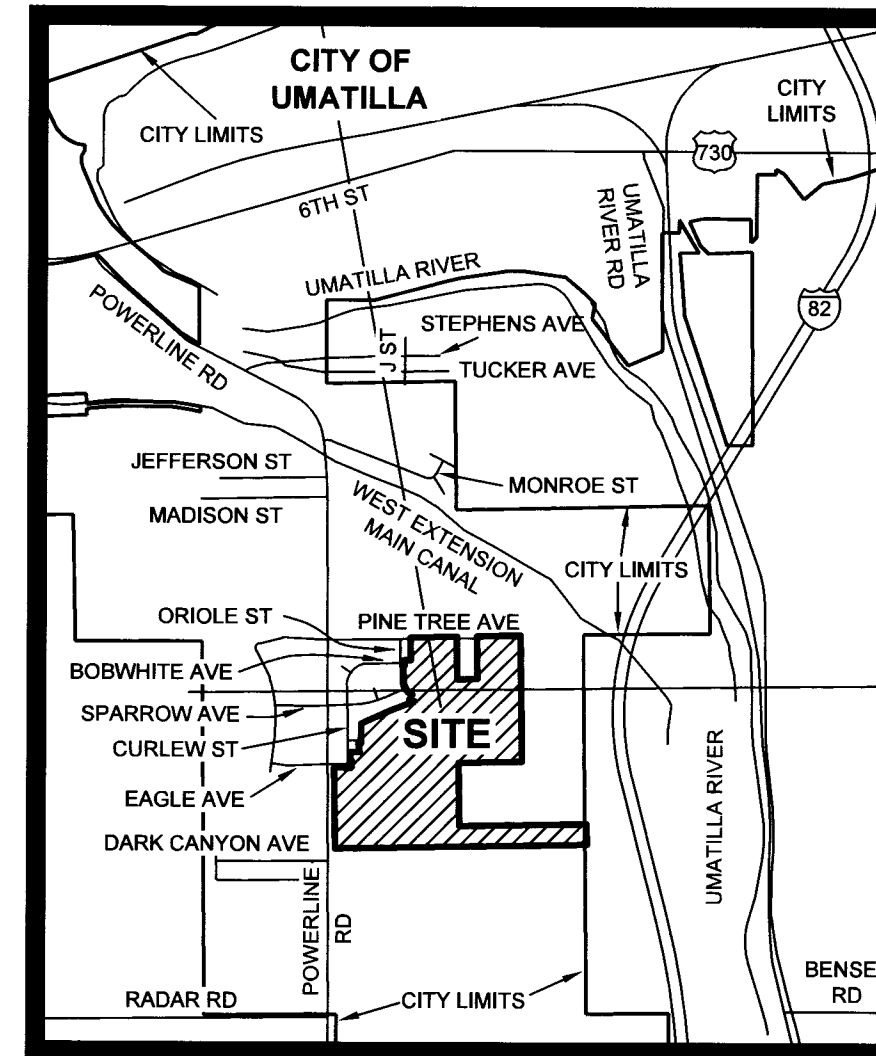 CITY OF
UMATILLA
CITY LIMITS
CITY
LIMITS
730
6TH ST
UMATILLA
RIVER RD
UMATILLA RIVER
82
POWERLINE RD
J ST
STEPHENS AVE
TUCKER AVE
JEFFERSON ST
MADISON ST
MONROE ST
WEST EXTENSION
MAIN CANAL
CITY LIMITS
ORIOLE ST
PINE TREE AVE
BOBWHITE AVE
SPARROW AVE
SITE
CURLEW ST
EAGLE AVE
DARK CANYON AVE
UMATILLA RIVER
POWERLINE
RD
RADAR RD
CITY LIMITS
BENSE
RD